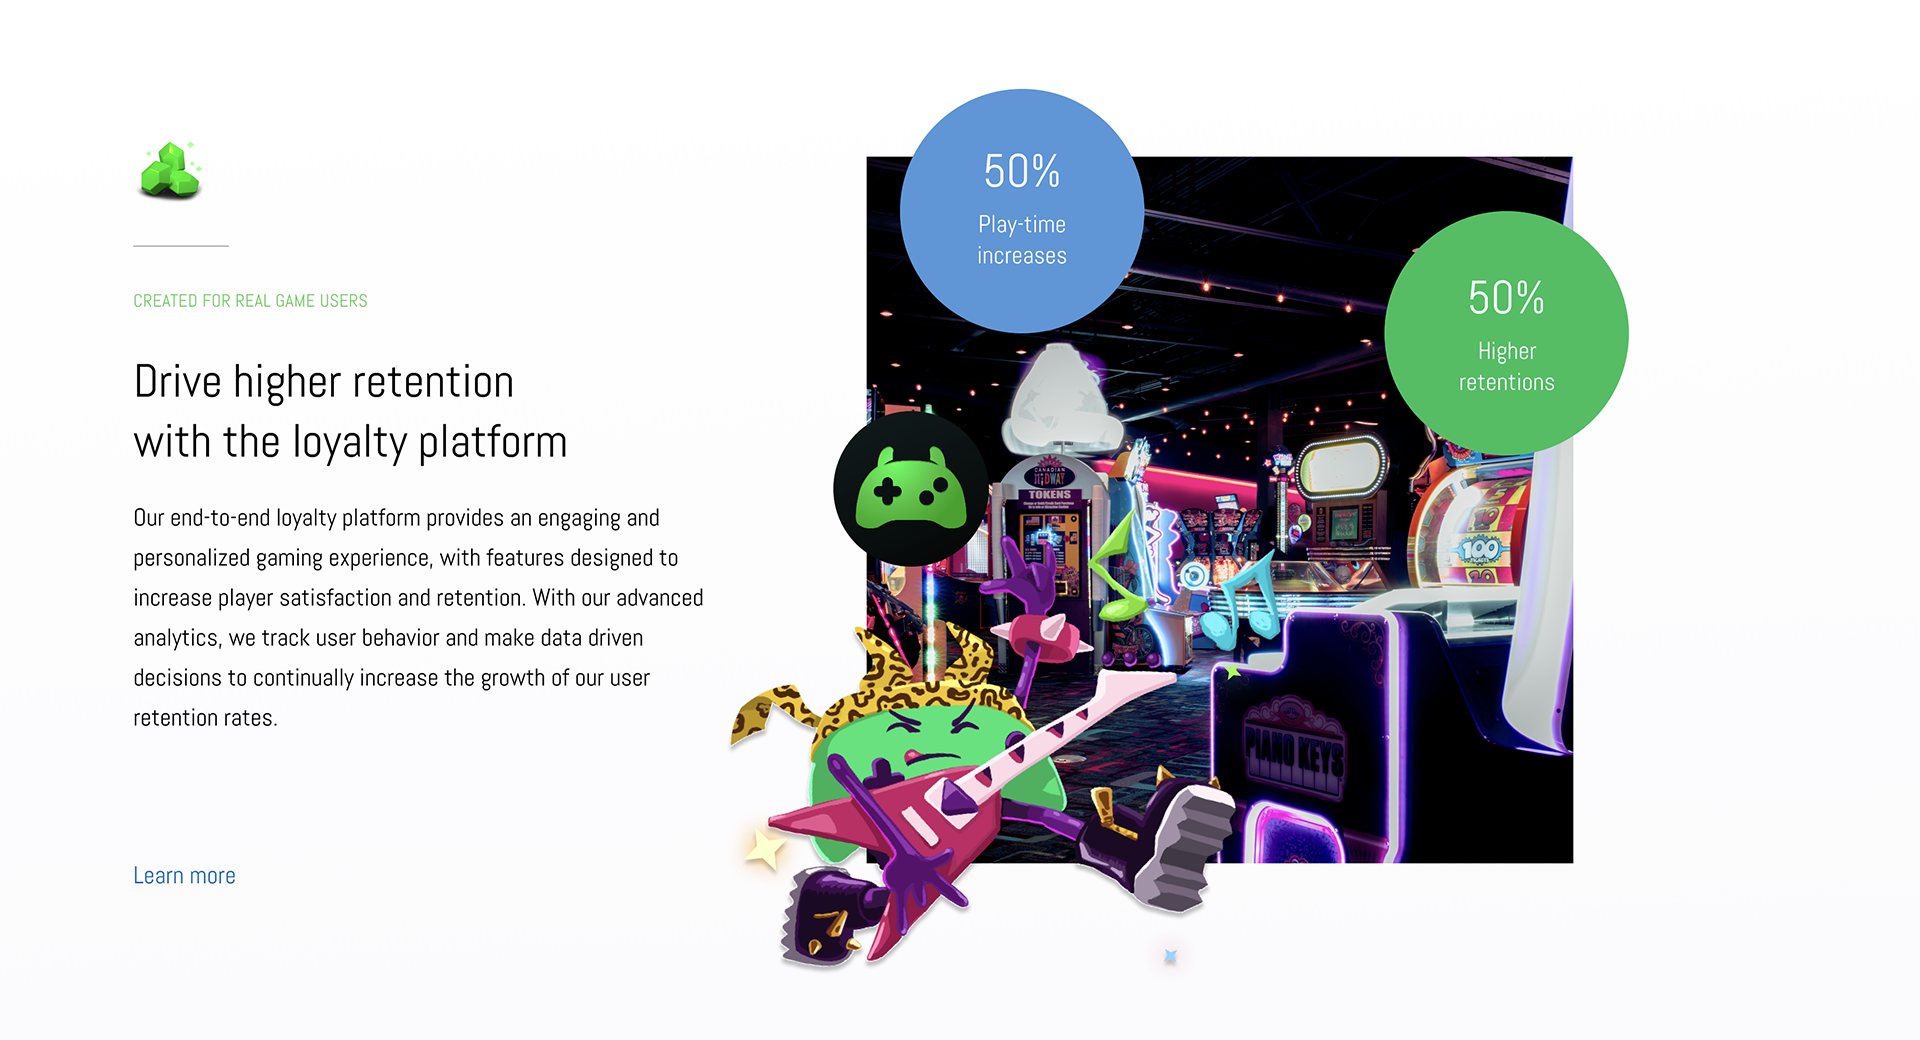 CREATED FOR REAL GAME USERS
Drive higher retention
with the loyalty platform
Our end-to-end loyalty platform provides an engaging and
personalized gaming experience, with features designed to
increase player satisfaction and retention. With our advanced
analytics, we track user behavior and make data driven
decisions to continually increase the growth of our user
retention rates.
Learn more
50%
Play-time
increases
50%
Higher
retentions
CANADIAN
MIDWAY
TOKENS
100
10
PIANO KEYS